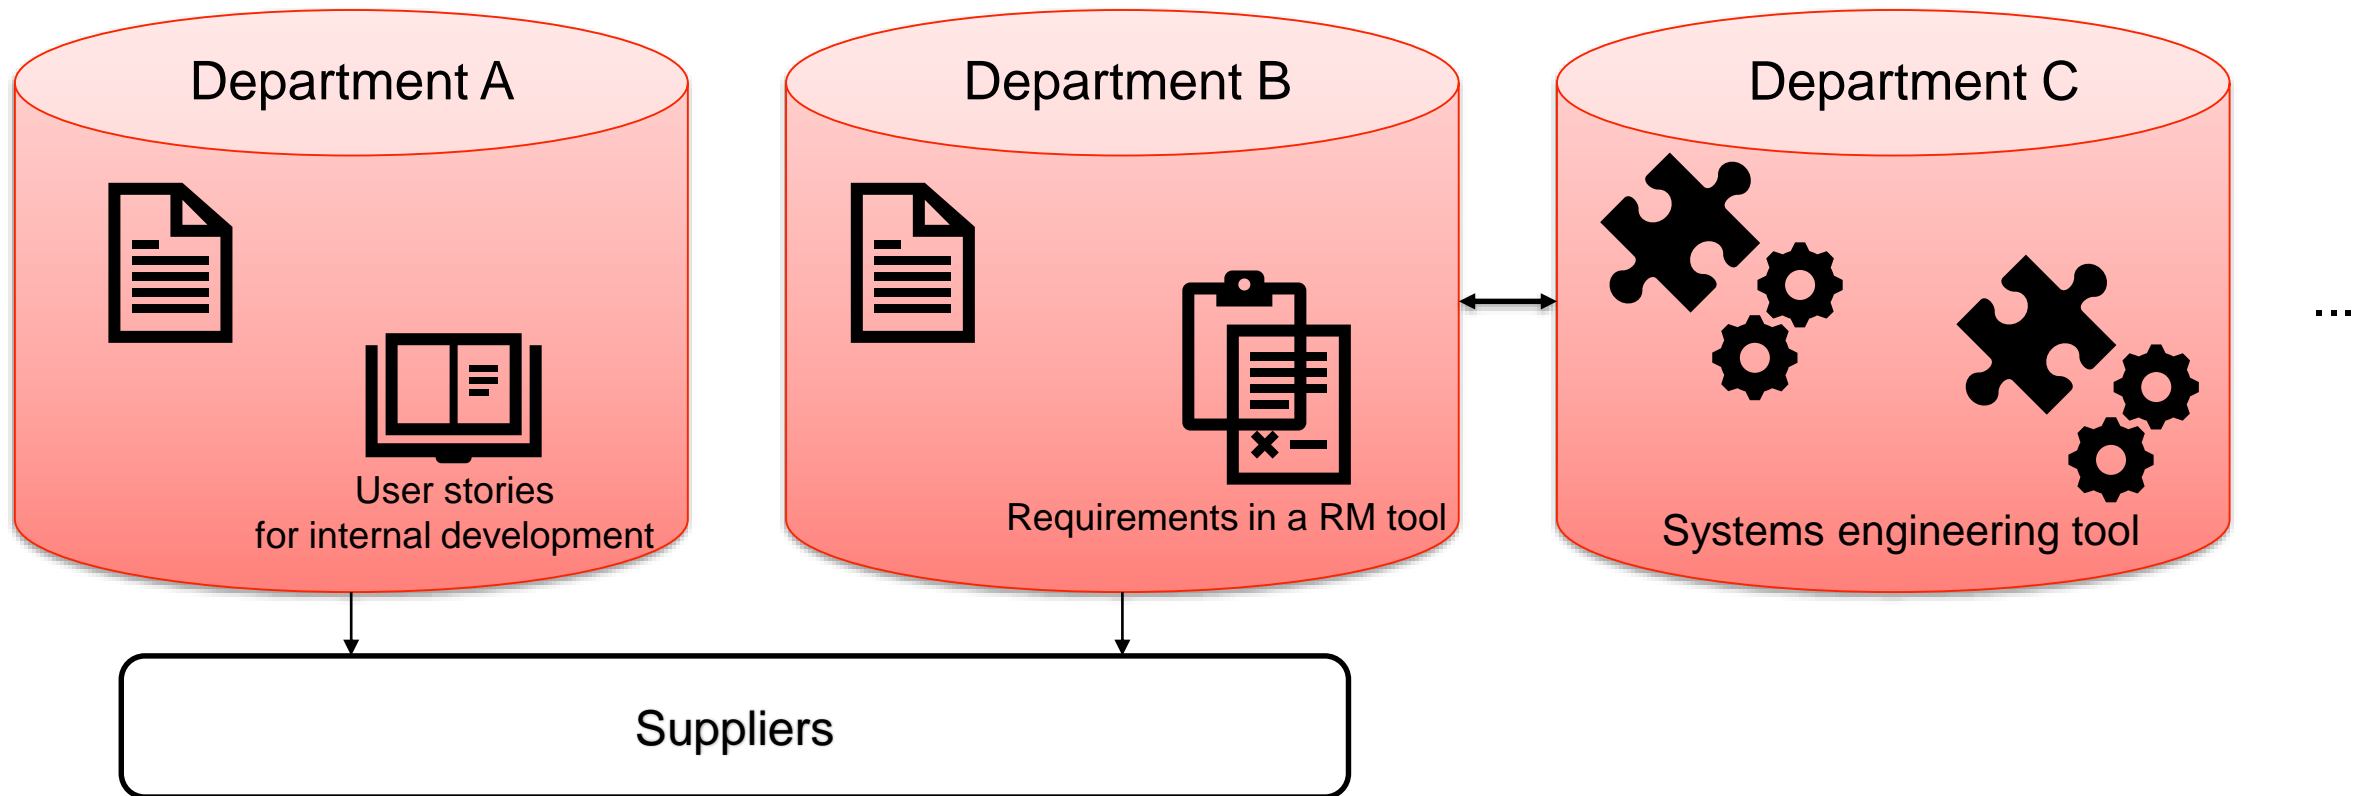 Department A
Department B
Department C
User stories
for internal development
Requirements in a RM tool
Systems engineering tool
...
Suppliers